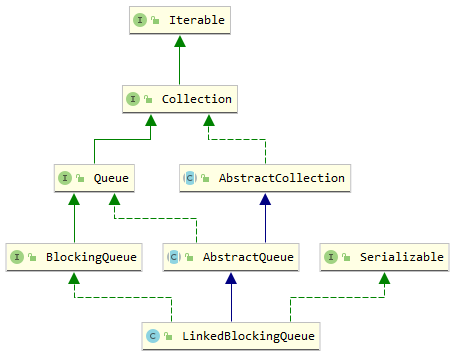 I Iterable
I Collection
I Queue
C AbstractCollection
I BlockingQueue
C AbstractQueue
I Serializable
C LinkedBlockingQueue